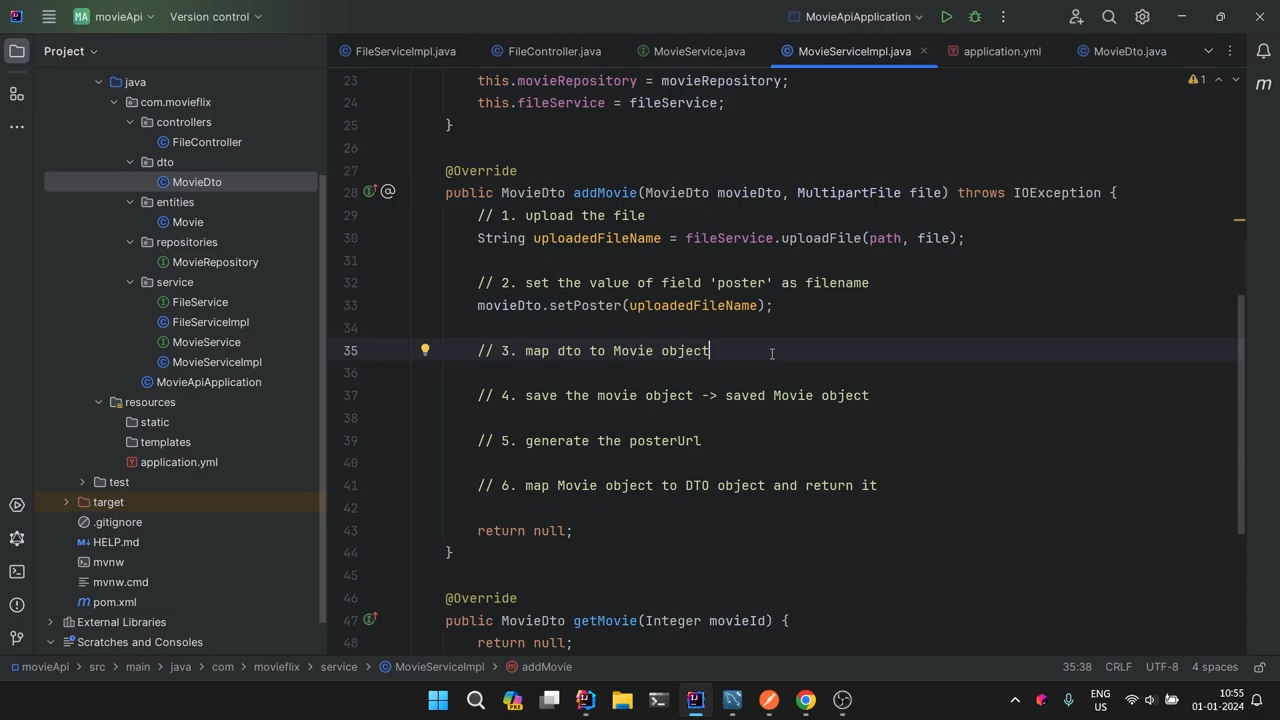 MA movieApi Version control MovieApiApplication
Project
FileServiceImpl.java FileController.java MovieService.java MovieServiceImpl.java application.yml MovieDto.java
java
com.movieflix
controllers
FileController
dto
MovieDto
entities
Movie
repositories
MovieRepository
service
FileService
FileServiceImpl
MovieService
MovieServiceImpl
MovieApiApplication
resources
static
templates
application.yml
test
target
.gitignore
HELP.md
mvnw
mvnw.cmd
pom.xml
External Libraries
Scratches and Consoles
1
23 this.movieRepository = movieRepository;
24 this.fileService = fileService;
25 }
26
27 @Override
28 public MovieDto addMovie(MovieDto movieDto, MultipartFile file) throws IOException {
29 // 1. upload the file
30 String uploadedFileName = fileService.uploadFile(path, file);
31
32 // 2. set the value of field 'poster' as filename
33 movieDto.setPoster(uploadedFileName);
34
35 // 3. map dto to Movie object
36
37 // 4. save the movie object -> saved Movie object
38
39 // 5. generate the posterUrl
40
41 // 6. map Movie object to DTO object and return it
42
43 return null;
44 }
45
46 @Override
47 public MovieDto getMovie(Integer movieId) {
48 return null;
movieApi > src > main > java > com > movieflix > service > MovieServiceImpl > addMovie 35:38 CRLF UTF-8 4 spaces
ENG
US
10:55
01-01-2024